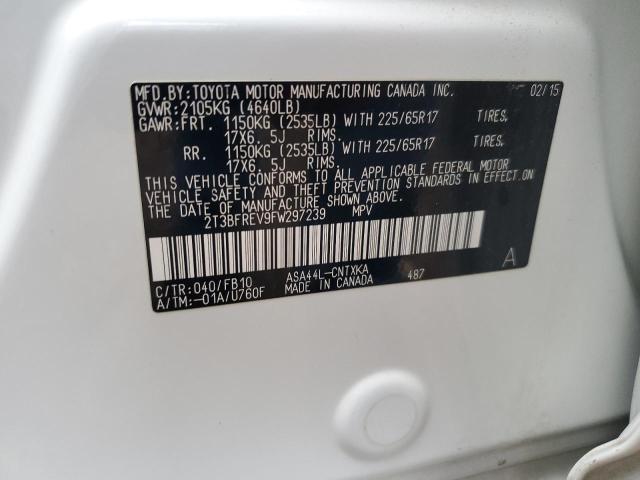 MFD.BY:TOYOTA MOTOR MANUFACTURING CANADA INC. 02/15
GVWR:2105KG (4640LB)
GAWR:FRT. 1150KG (2535LB) WITH 225/65R17 TIRES,
17X6.5J RIMS.
RR. 1150KG (2535LB) WITH 225/65R17 TIRES,
17X6.5J RIMS.
THIS VEHICLE CONFORMS TO ALL APPLICABLE FEDERAL MOTOR
VEHICLE SAFETY AND THEFT PREVENTION STANDARDS IN EFFECT ON
THE DATE OF MANUFACTURE SHOWN ABOVE.
2T3BFREV9FW297239 MPV
C/TR:040/FB10 ASA44L-CNTXKA 487 A
A/TM:-01A/U760F MADE IN CANADA